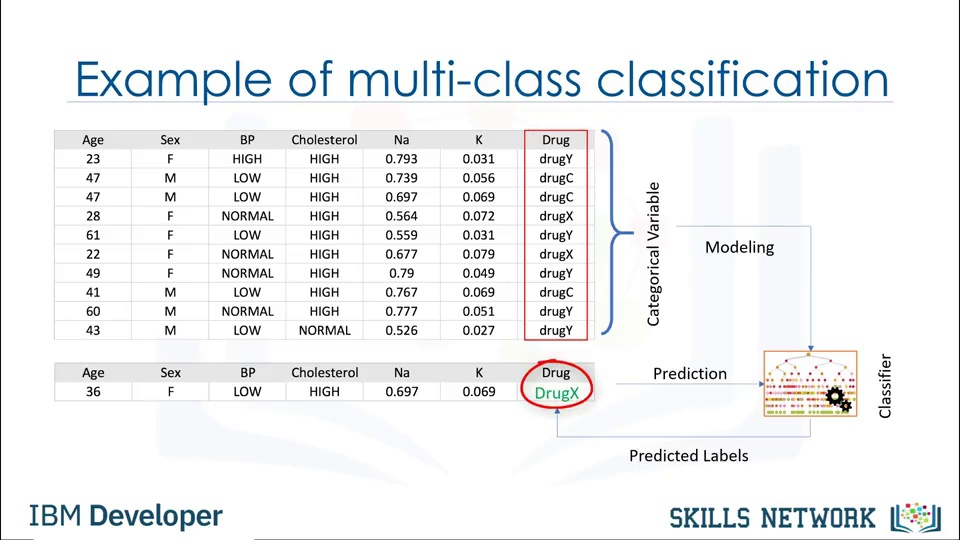 Example of multi-class classification
Age Sex BP Cholesterol Na K Drug
23 F HIGH HIGH 0.793 0.031 drugY
47 M LOW HIGH 0.739 0.056 drugC
47 M LOW HIGH 0.697 0.069 drugC
28 F NORMAL HIGH 0.564 0.072 drugX
61 F LOW HIGH 0.559 0.031 drugY
22 F NORMAL HIGH 0.677 0.079 drugX
49 F NORMAL HIGH 0.79 0.049 drugY
41 M LOW HIGH 0.767 0.069 drugC
60 M NORMAL HIGH 0.777 0.051 drugY
43 M LOW NORMAL 0.526 0.027 drugY
Categorical Variable
Modeling
Age Sex BP Cholesterol Na K Drug
36 F LOW HIGH 0.697 0.069 DrugX
Prediction
Classifier
Predicted Labels
IBM Developer
SKILLS NETWORK